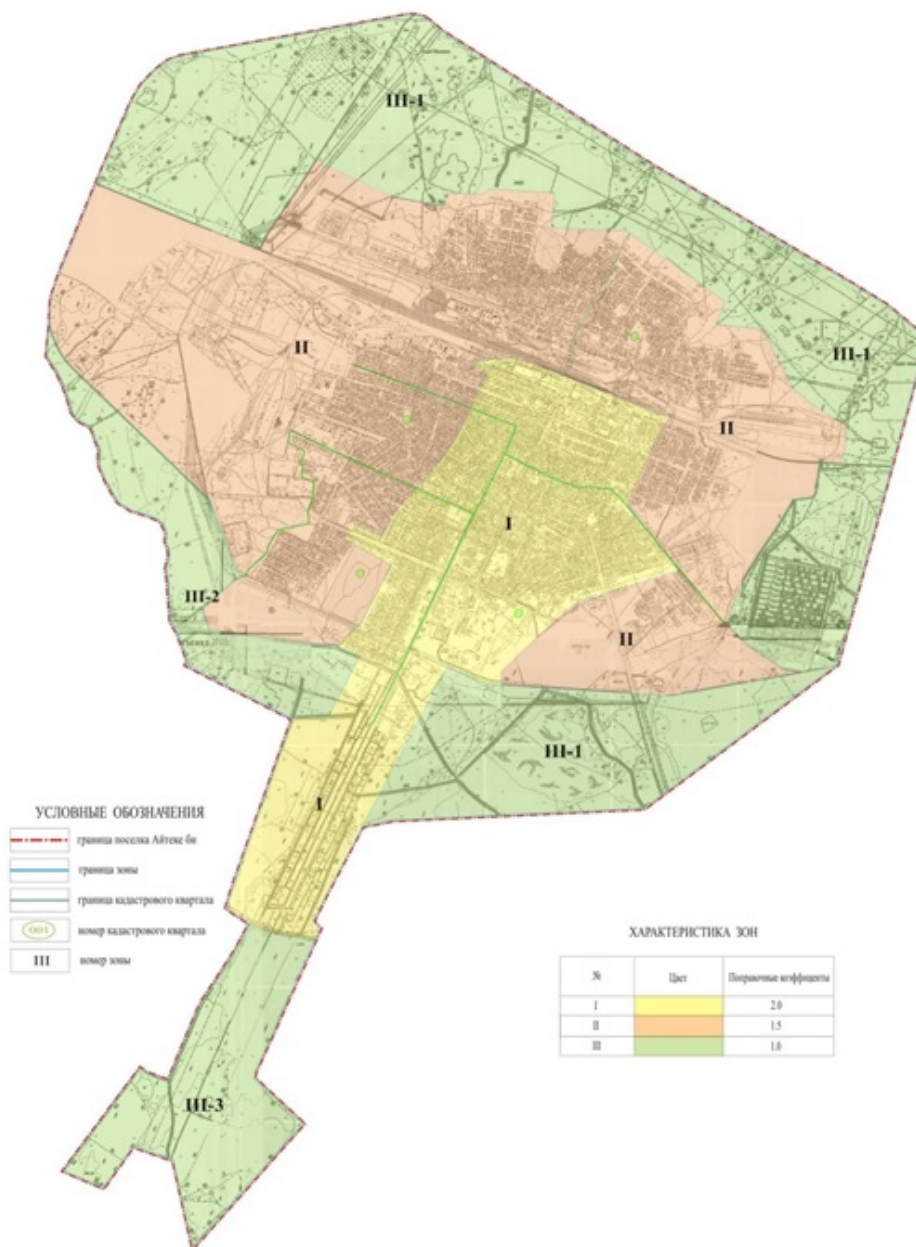 III-1
III-1
II
II
I
III-2
II
III-1
I
УСЛОВНЫЕ ОБОЗНАЧЕНИЯ
граница поселка Айтеке би
граница зоны
граница кадастрового квартала
001 номер кадастрового квартала
III номер зоны
ХАРАКТЕРИСТИКА ЗОН
№ Цвет Поправочные коэффициенты
I 2.0
II 1.5
III 1.0
III-3